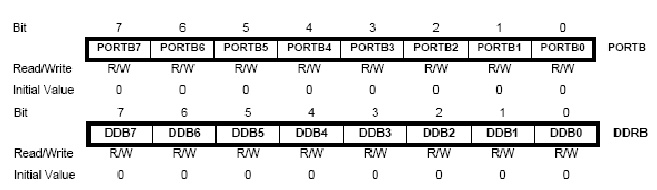 Bit 7 6 5 4 3 2 1 0
PORTB7 PORTB6 PORTB5 PORTB4 PORTB3 PORTB2 PORTB1 PORTB0 PORTB
Read/Write R/W R/W R/W R/W R/W R/W R/W R/W
Initial Value 0 0 0 0 0 0 0 0
Bit 7 6 5 4 3 2 1 0
DDB7 DDB6 DDB5 DDB4 DDB3 DDB2 DDB1 DDB0 DDRB
Read/Write R/W R/W R/W R/W R/W R/W R/W R/W
Initial Value 0 0 0 0 0 0 0 0